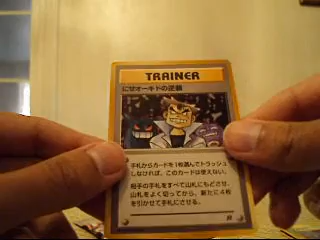 TRAINER
にせオーキドの逆襲
手札からカードを1枚選んでトラッシュ
しなければ、このカードは使えない。
相手の手札をすべて山札にもどさせ、
山札をよく切ってから、新たに4枚
を引かせて手札にさせる。